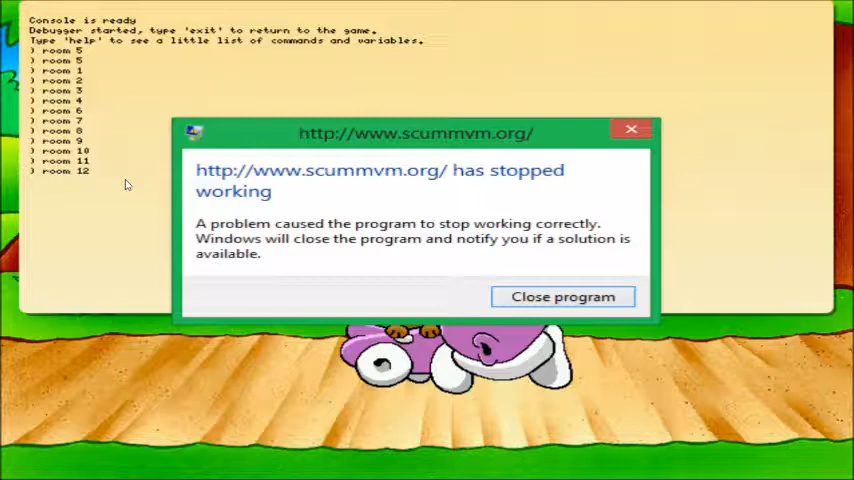 Console is ready
Debugger started, type 'exit' to return to the game.
Type 'help' to see a little list of commands and variables.
) room 5
) room 5
) room 1
) room 2
) room 3
) room 4
) room 6
) room 7
) room 8
) room 9
) room 10
) room 11
) room 12
http://www.scummvm.org/
http://www.scummvm.org/ has stopped
working
A problem caused the program to stop working correctly.
Windows will close the program and notify you if a solution is
available.
Close program